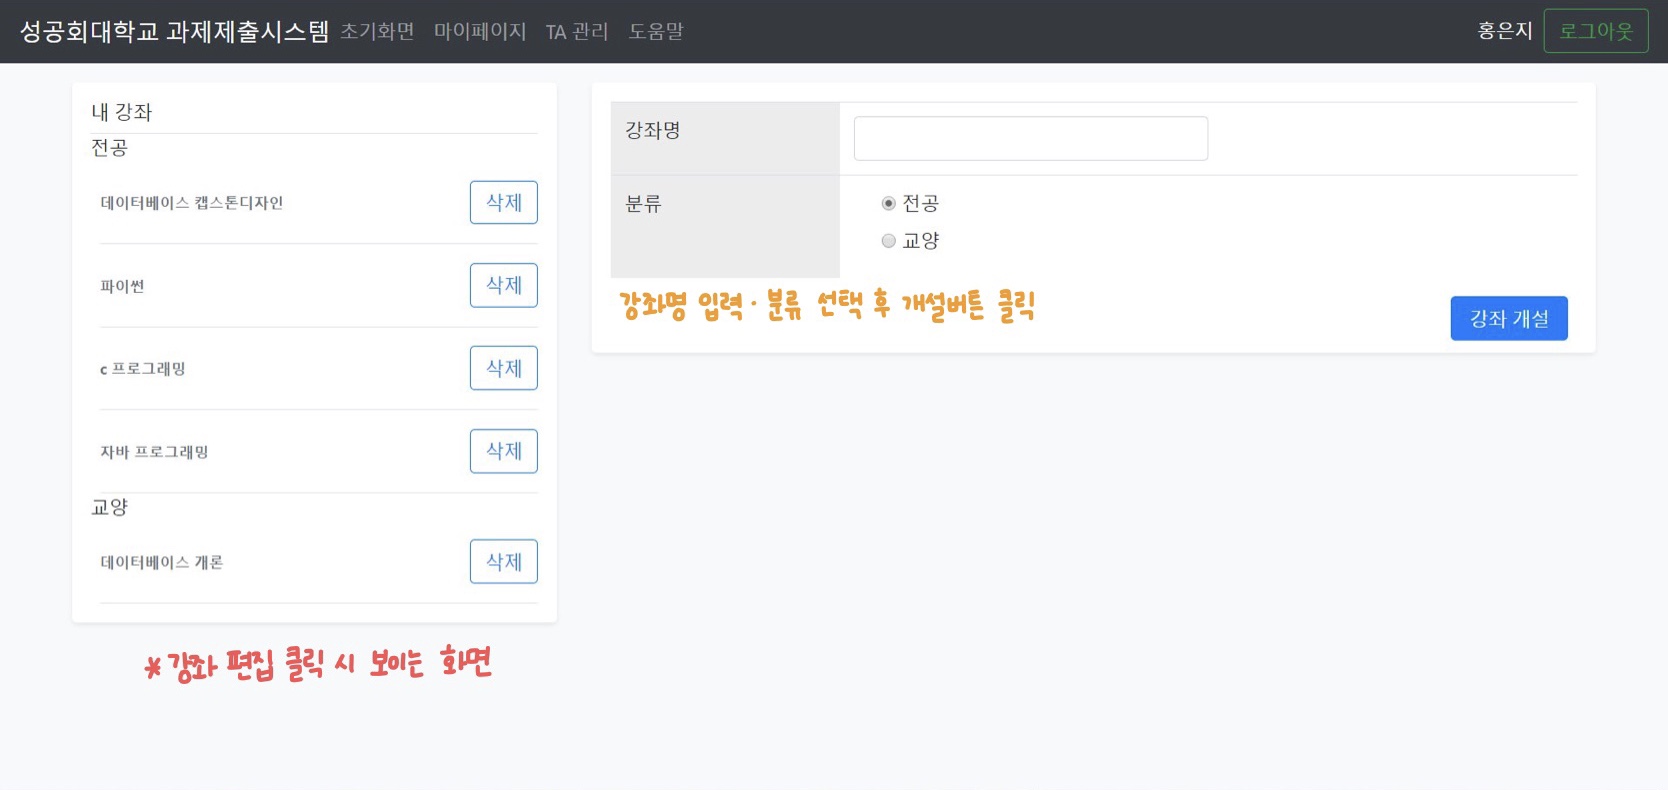 성공회대학교 과제제출시스템 초기화면 마이페이지 TA 관리 도움말 홍은지 로그아웃
내 강좌
전공
데이터베이스 캡스톤디자인 삭제
파이썬 삭제
c 프로그래밍 삭제
자바 프로그래밍 삭제
교양
데이터베이스 개론 삭제
* 강좌 편집 클릭 시 보이는 화면
강좌명
분류 전공
교양
강좌명 입력 · 분류 선택 후 개설버튼 클릭
강좌 개설